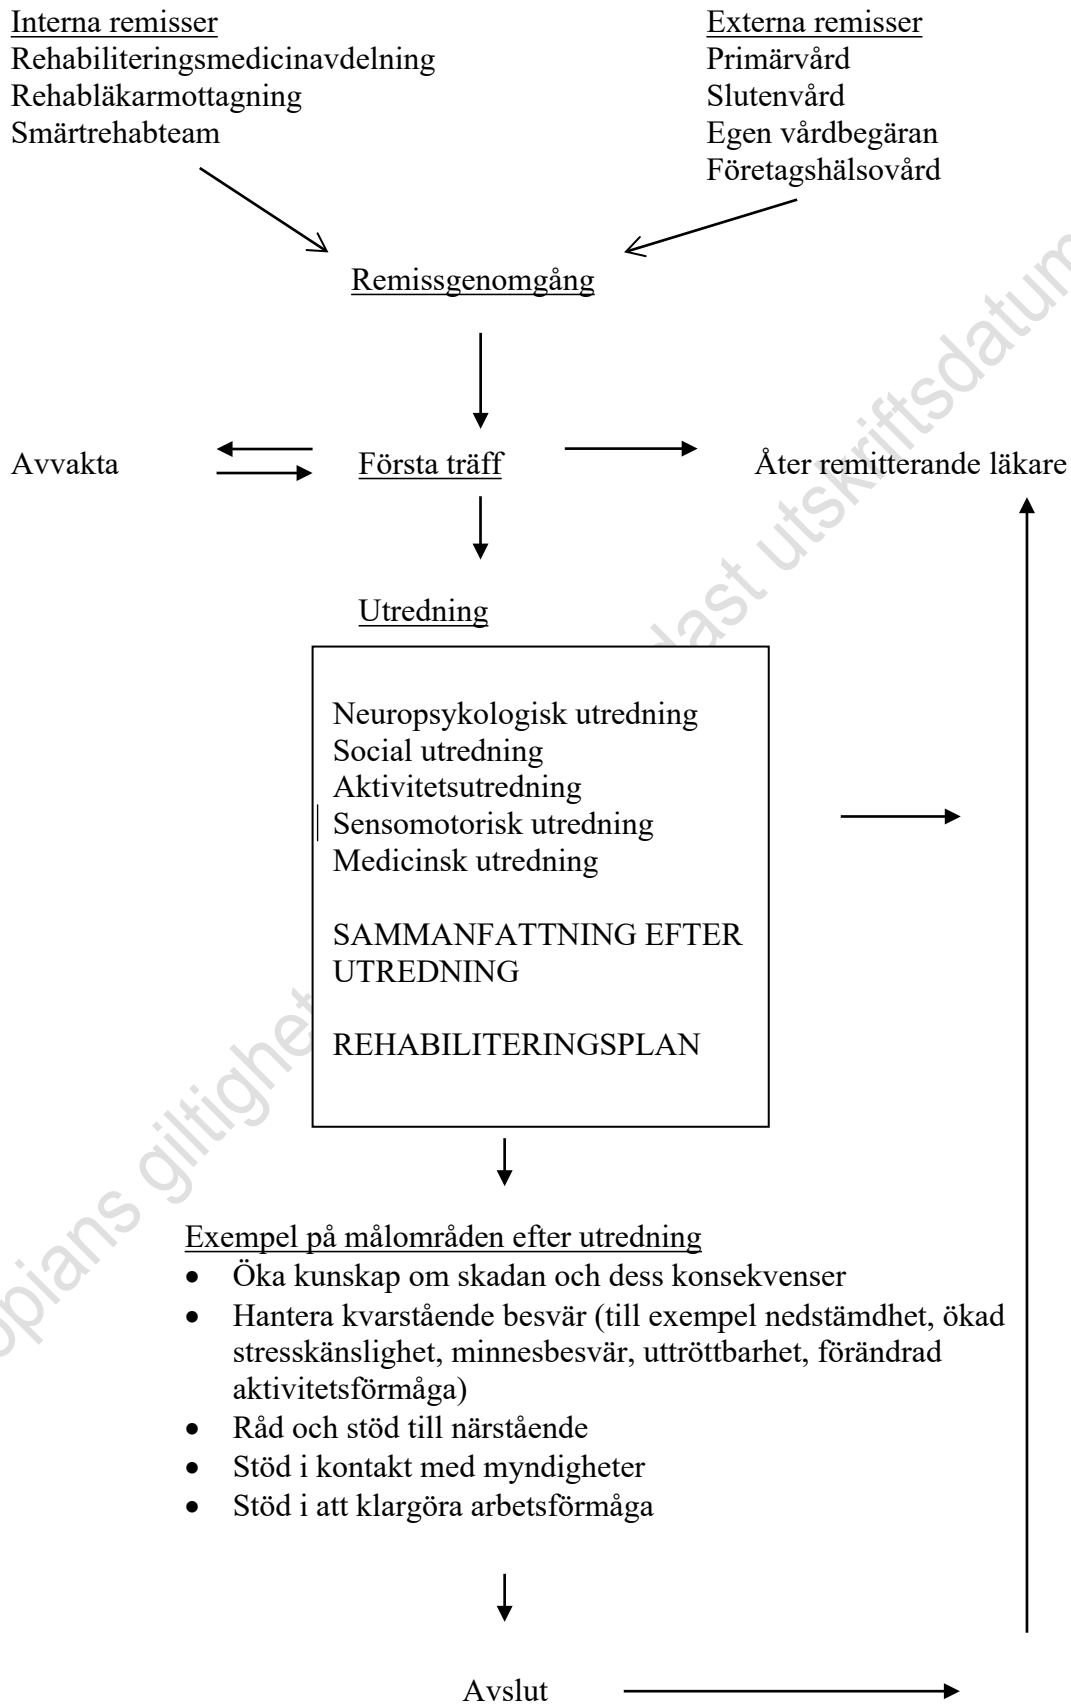 Interna remisser
Rehabiliteringsmedicinavdelning
Rehabläkarmottagning
Smärtrehabteam
Externa remisser
Primärvård
Slutenvård
Egen vårdbegäran
Företagshälsovård
Remissgenomgång
Avvakta
Första träff
Åter remitterande läkare
Utredning
Neuropsykologisk utredning
Social utredning
Aktivitetsutredning
Sensomotorisk utredning
Medicinsk utredning
SAMMANFATTNING EFTER
UTREDNING
REHABILITERINGSPLAN
Exempel på målområden efter utredning
• Öka kunskap om skadan och dess konsekvenser
• Hantera kvarstående besvär (till exempel nedstämdhet, ökad
stresskänslighet, minnesbesvär, uttröttbarhet, förändrad
aktivitetsförmåga)
• Råd och stöd till närstående
• Stöd i kontakt med myndigheter
• Stöd i att klargöra arbetsförmåga
Avslut
utskriftsdatum